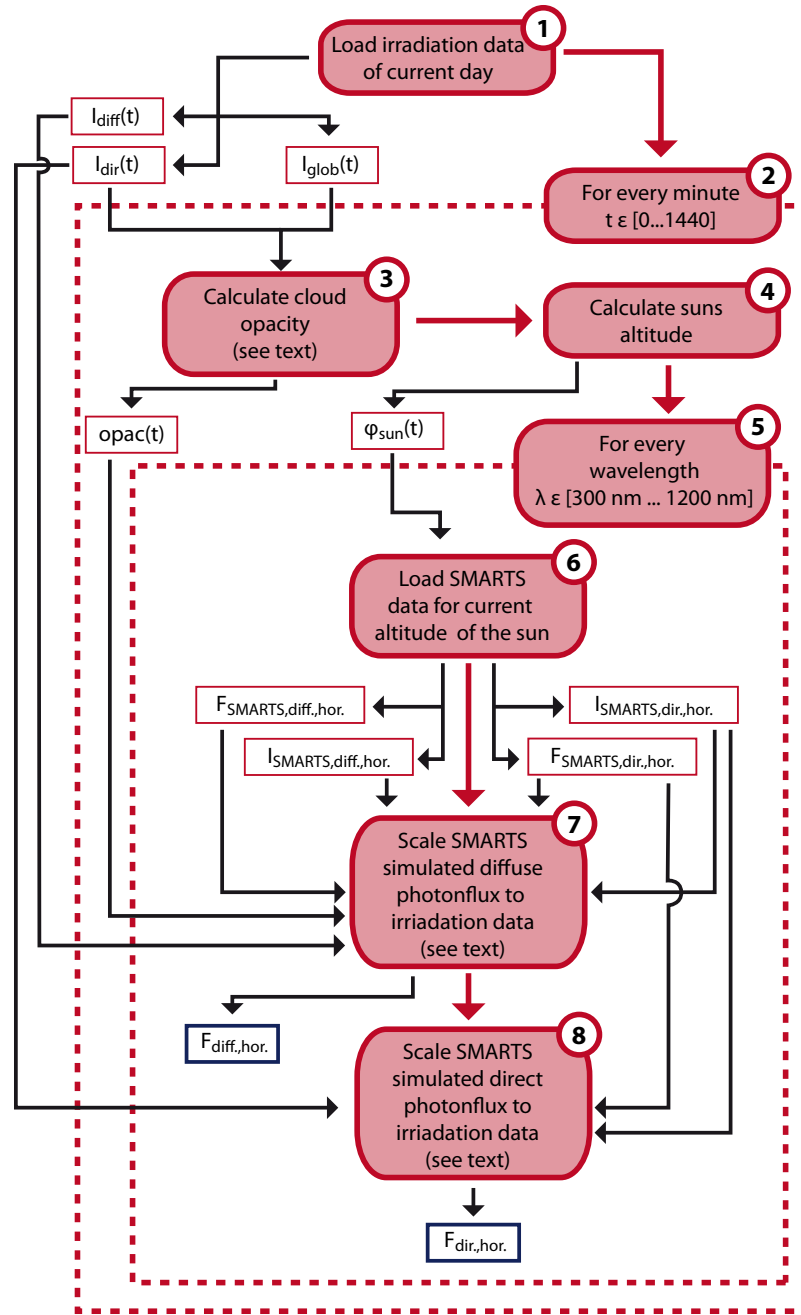 1
Load irradiation data
of current day
I_diff(t)
I_dir(t)
I_glob(t)
2
For every minute
t ε [0...1440]
3
Calculate cloud
opacity
(see text)
4
Calculate suns
altitude
opac(t)
φ_sun(t)
5
For every
wavelength
λ ε [300 nm ... 1200 nm]
6
Load SMARTS
data for current
altitude of the sun
F_SMARTS,diff.,hor.
I_SMARTS,dir.,hor.
I_SMARTS,diff.,hor.
F_SMARTS,dir.,hor.
7
Scale SMARTS
simulated diffuse
photonflux to
irriadation data
(see text)
F_diff.,hor.
8
Scale SMARTS
simulated direct
photonflux to
irriadation data
(see text)
F_dir.,hor.